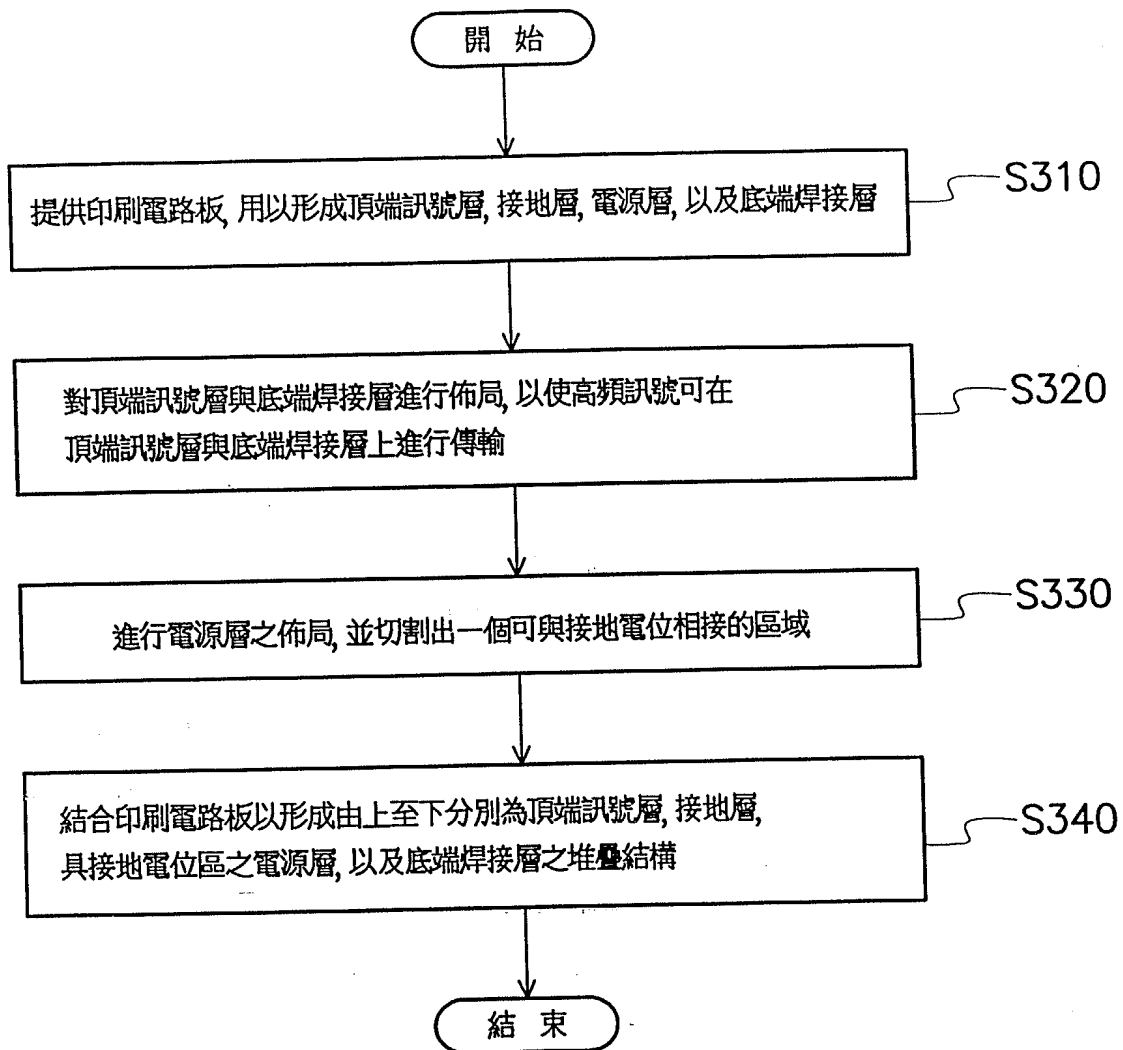 開 始
提供印刷電路板, 用以形成頂端訊號層, 接地層, 電源層, 以及底端焊接層
S310
對頂端訊號層與底端焊接層進行佈局, 以使高頻訊號可在
頂端訊號層與底端焊接層上進行傳輸
S320
進行電源層之佈局, 並切割出一個可與接地電位相接的區域
S330
結合印刷電路板以形成由上至下分別為頂端訊號層, 接地層,
具接地電位區之電源層, 以及底端焊接層之堆疊結構
S340
結 束